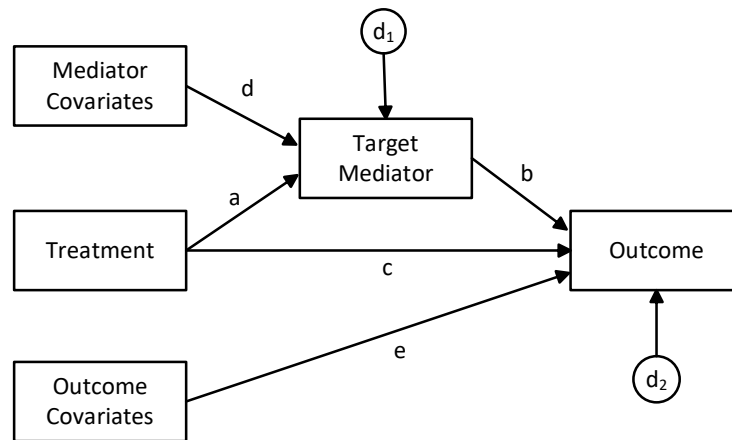 d1
Mediator
Covariates
d
Target
Mediator
b
a
Treatment
Outcome
c
e
Outcome
Covariates
d2